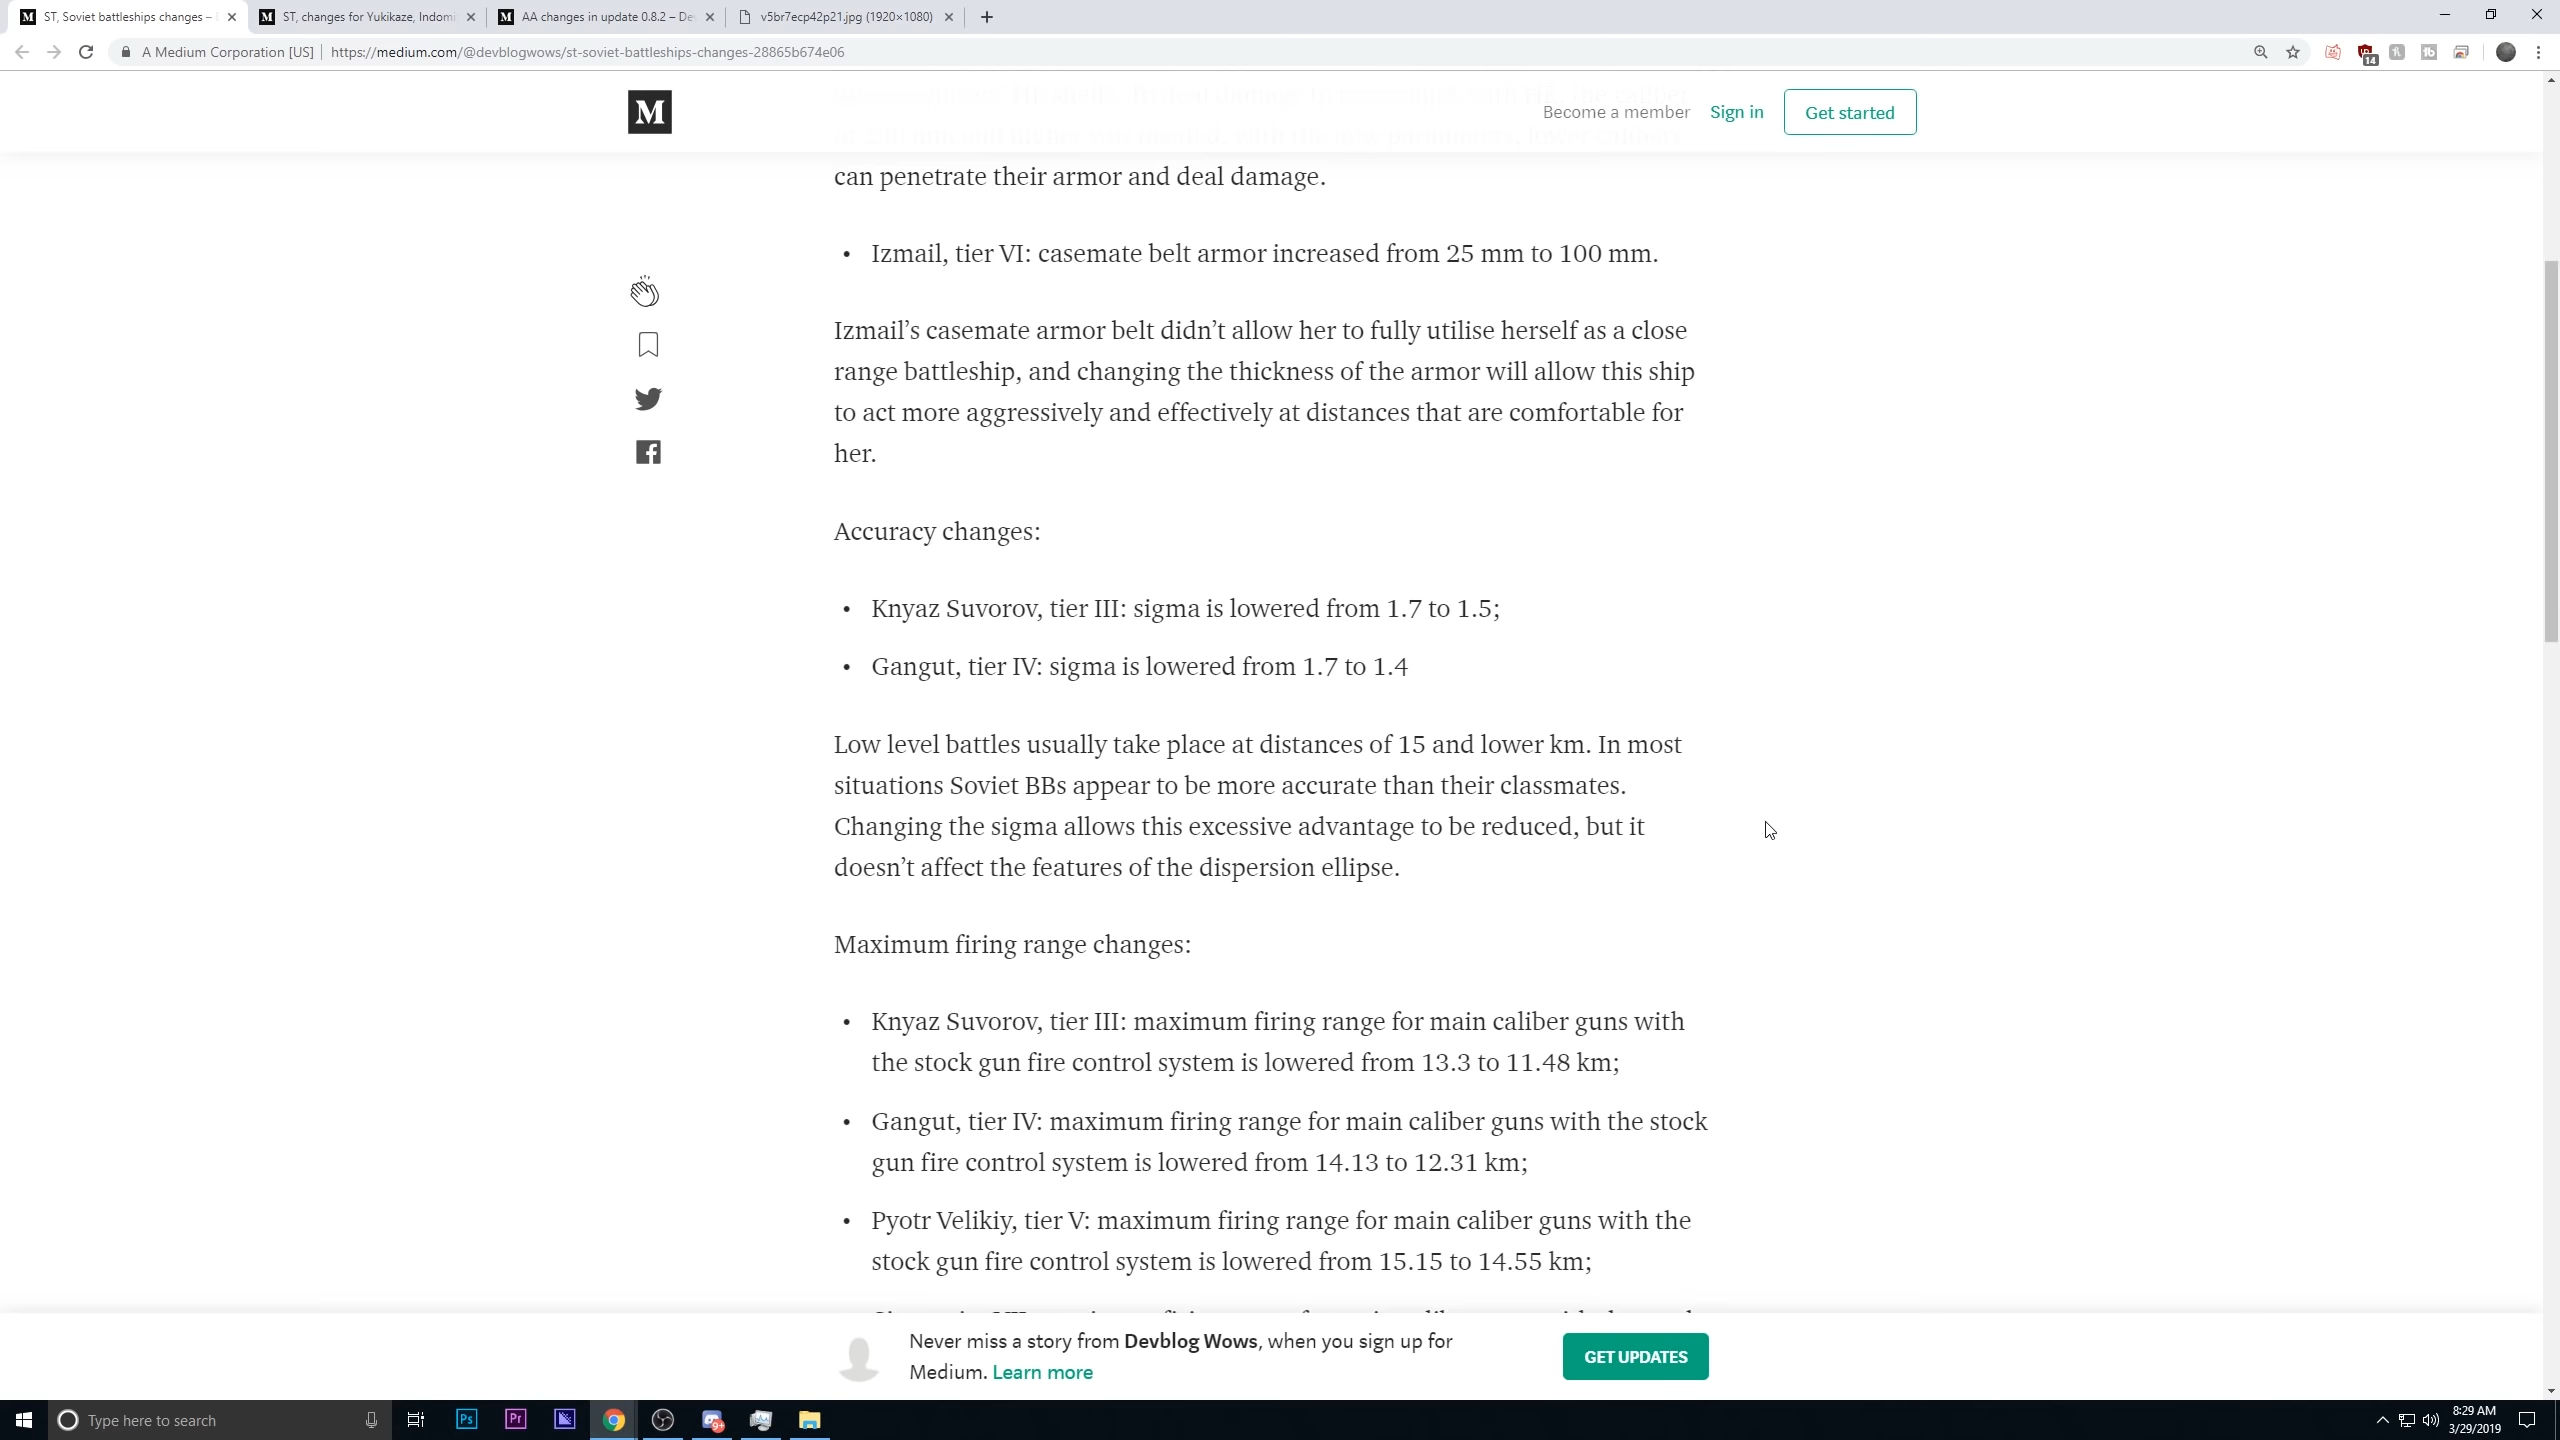 ST, Soviet battleships changes –
ST, changes for Yukikaze, Indomi
AA changes in update 0.8.2 – De
v5br7ecp42p21.jpg (1920×1080)
A Medium Corporation [US] | https://medium.com/@devblogwows/st-soviet-battleships-changes-28865b674e06
14
M
Become a member Sign in Get started
can penetrate their armor and deal damage.
• Izmail, tier VI: casemate belt armor increased from 25 mm to 100 mm.
Izmail’s casemate armor belt didn’t allow her to fully utilise herself as a close
range battleship, and changing the thickness of the armor will allow this ship
to act more aggressively and effectively at distances that are comfortable for
her.
Accuracy changes:
• Knyaz Suvorov, tier III: sigma is lowered from 1.7 to 1.5;
• Gangut, tier IV: sigma is lowered from 1.7 to 1.4
Low level battles usually take place at distances of 15 and lower km. In most
situations Soviet BBs appear to be more accurate than their classmates.
Changing the sigma allows this excessive advantage to be reduced, but it
doesn’t affect the features of the dispersion ellipse.
Maximum firing range changes:
• Knyaz Suvorov, tier III: maximum firing range for main caliber guns with
the stock gun fire control system is lowered from 13.3 to 11.48 km;
• Gangut, tier IV: maximum firing range for main caliber guns with the stock
gun fire control system is lowered from 14.13 to 12.31 km;
• Pyotr Velikiy, tier V: maximum firing range for main caliber guns with the
stock gun fire control system is lowered from 15.15 to 14.55 km;
Never miss a story from Devblog Wows, when you sign up for
Medium. Learn more
GET UPDATES
Type here to search
Ps
Pr
9+
8:29 AM
3/29/2019